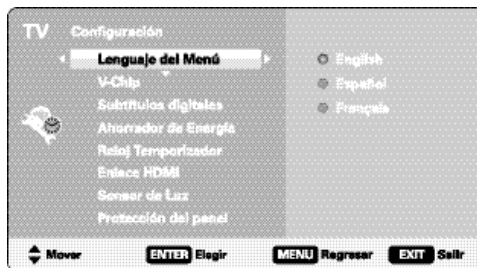 TV Configuración
Lenguaje del Menú
V-Chip
Subtítulos digitales
Ahorrador de Energía
Reloj Temporizador
Enlace HDMI
Sensor de Luz
Protección del panel
English
Español
Français
Mover ENTER Elegir MENU Regresar EXIT Salir